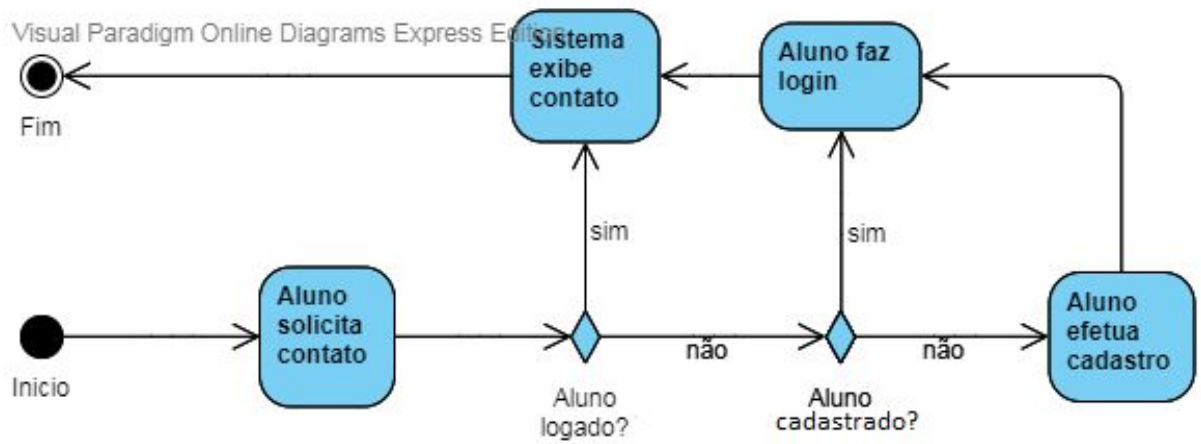 Visual Paradigm Online Diagrams Express Edition
Sistema
exibe
contato
Aluno faz
login
Fim
sim
sim
Aluno
solicita
contato
Aluno
efetua
cadastro
não
não
Inicio
Aluno
logado?
Aluno
cadastrado?